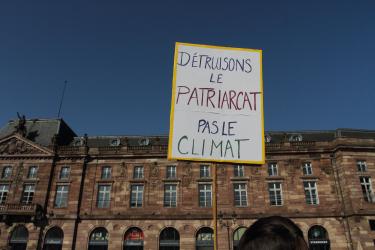 DÉTRUISONS
LE
PATRIARCAT
PAS LE
CLIMAT